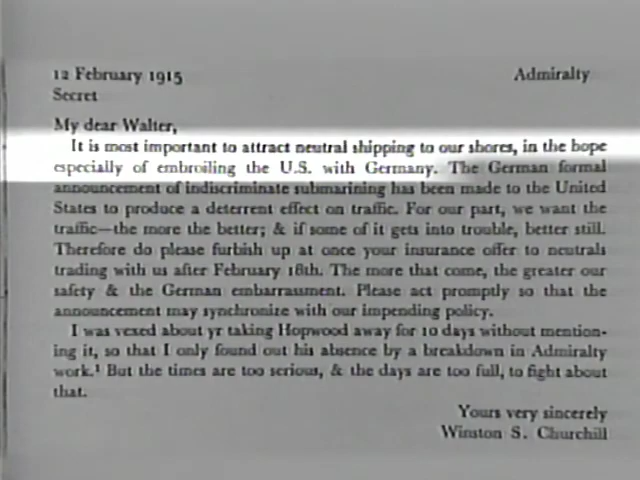 12 February 1915 Admiralty
Secret
My dear Walter,
It is most important to attract neutral shipping to our shores, in the hope
especially of embroiling the U.S. with Germany. The German formal
announcement of indiscriminate submarining has been made to the United
States to produce a deterrent effect on traffic. For our part, we want the
traffic—the more the better; & if some of it gets into trouble, better still.
Therefore do please furbish up at once your insurance offer to neutrals
trading with us after February 18th. The more that come, the greater our
safety & the German embarrassment. Please act promptly so that the
announcement may synchronize with our impending policy.
I was vexed about yr taking Hopwood away for 10 days without mention-
ing it, so that I only found out his absence by a breakdown in Admiralty
work.¹ But the times are too serious, & the days are too full, to fight about
that.
Yours very sincerely
Winston S. Churchill